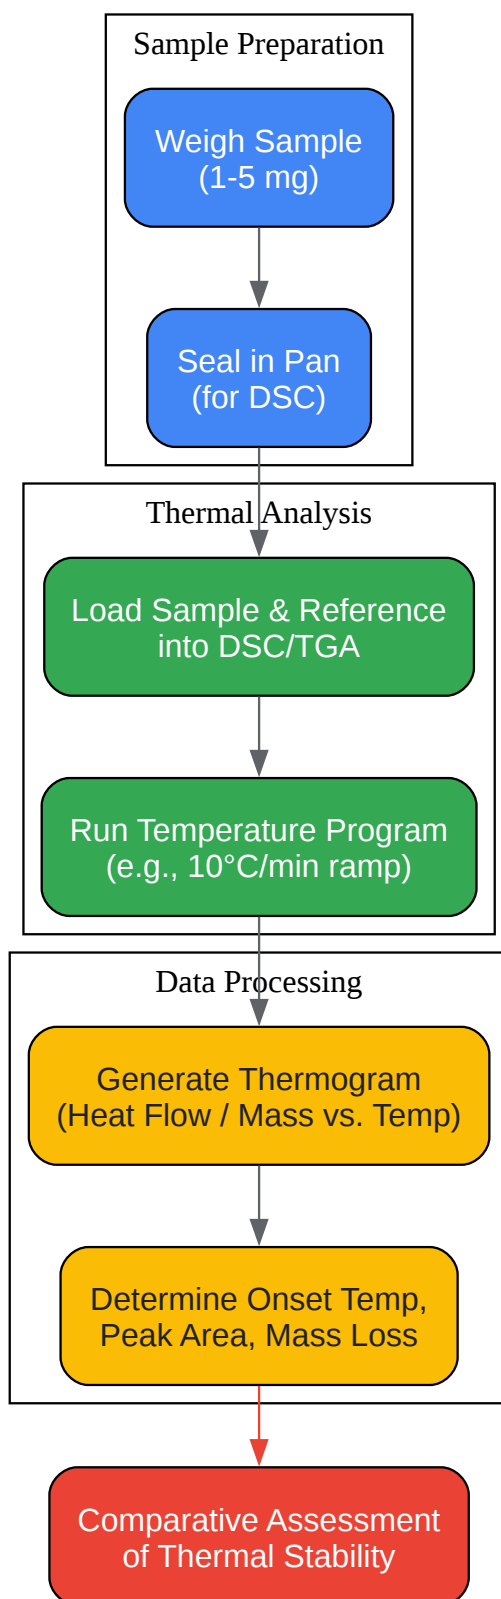 Sample Preparation
Weigh Sample
(1-5 mg)
Seal in Pan
(for DSC)
Thermal Analysis
Load Sample & Reference
into DSC/TGA
Run Temperature Program
(e.g., 10°C/min ramp)
Data Processing
Generate Thermogram
(Heat Flow / Mass vs. Temp)
Determine Onset Temp,
Peak Area, Mass Loss
Comparative Assessment
of Thermal Stability